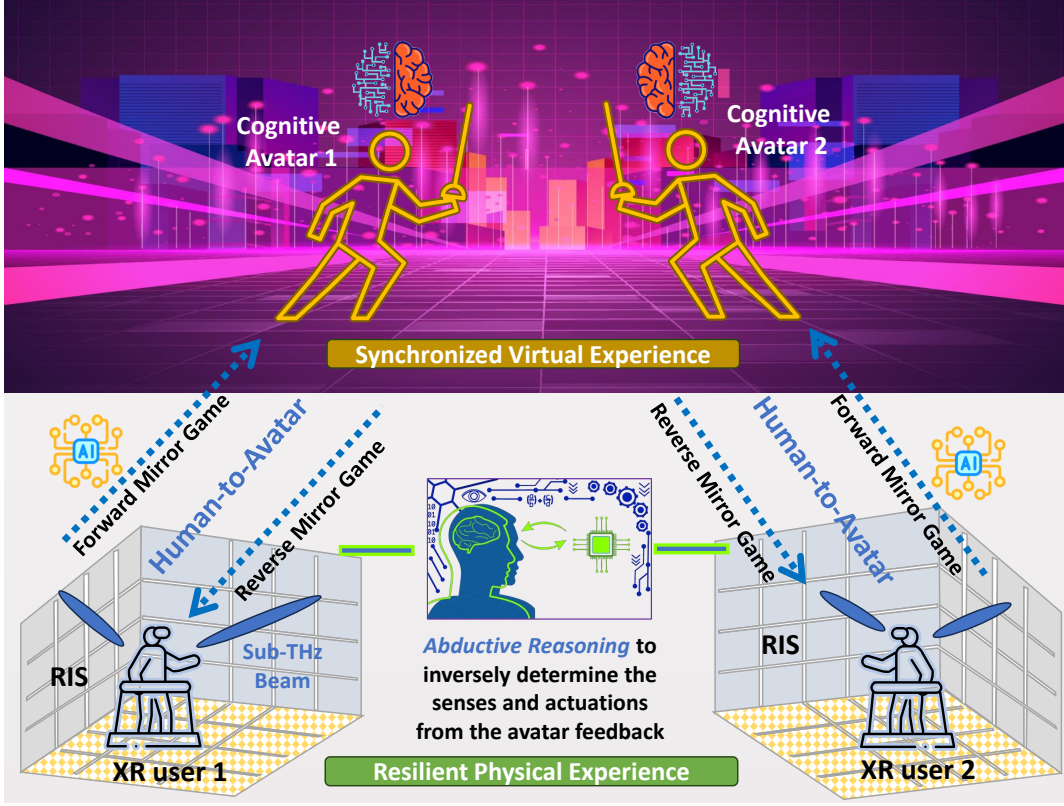 Cognitive
Avatar 1
Cognitive
Avatar 2
Synchronized Virtual Experience
AI
Forward Mirror Game
Human-to-Avatar
Reverse Mirror Game
Reverse Mirror Game
Human-to-Avatar
Forward Mirror Game
AI
RIS
Sub-THz
Beam
XR user 1
Abductive Reasoning to
inversely determine the
senses and actuations
from the avatar feedback
RIS
XR user 2
Resilient Physical Experience